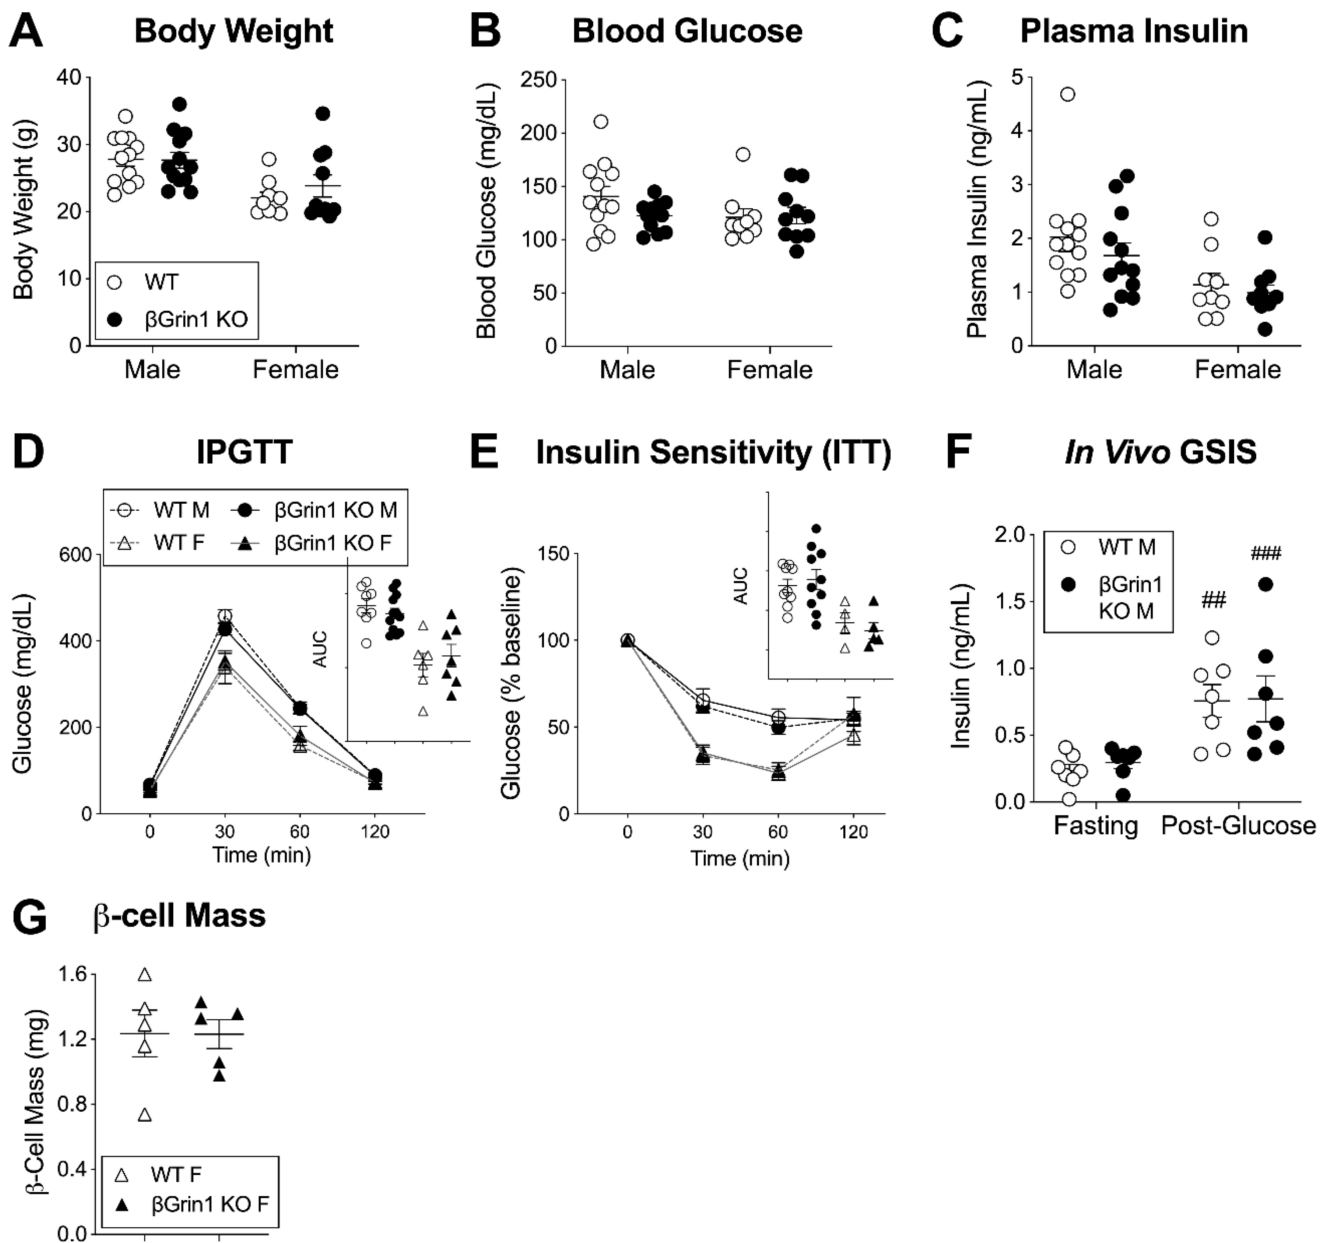 A Body Weight
Body Weight (g)
40
30
20
10
0
WT
βGrin1 KO
Male Female
B Blood Glucose
Blood Glucose (mg/dL)
250
200
150
100
50
0
Male Female
C Plasma Insulin
Plasma Insulin (ng/mL)
5
4
3
2
1
0
Male Female
D IPGTT
Glucose (mg/dL)
WT M βGrin1 KO M
WT F βGrin1 KO F
600
400
200
0
AUC
0 30 60 120
Time (min)
E Insulin Sensitivity (ITT)
Glucose (% baseline)
150
100
50
0
AUC
0 30 60 120
Time (min)
F In Vivo GSIS
Insulin (ng/mL)
2.0
1.5
1.0
0.5
0.0
WT M
βGrin1
KO M
##
###
Fasting Post-Glucose
G β-cell Mass
β-Cell Mass (mg)
1.6
1.2
0.8
0.4
0.0
WT F
βGrin1 KO F